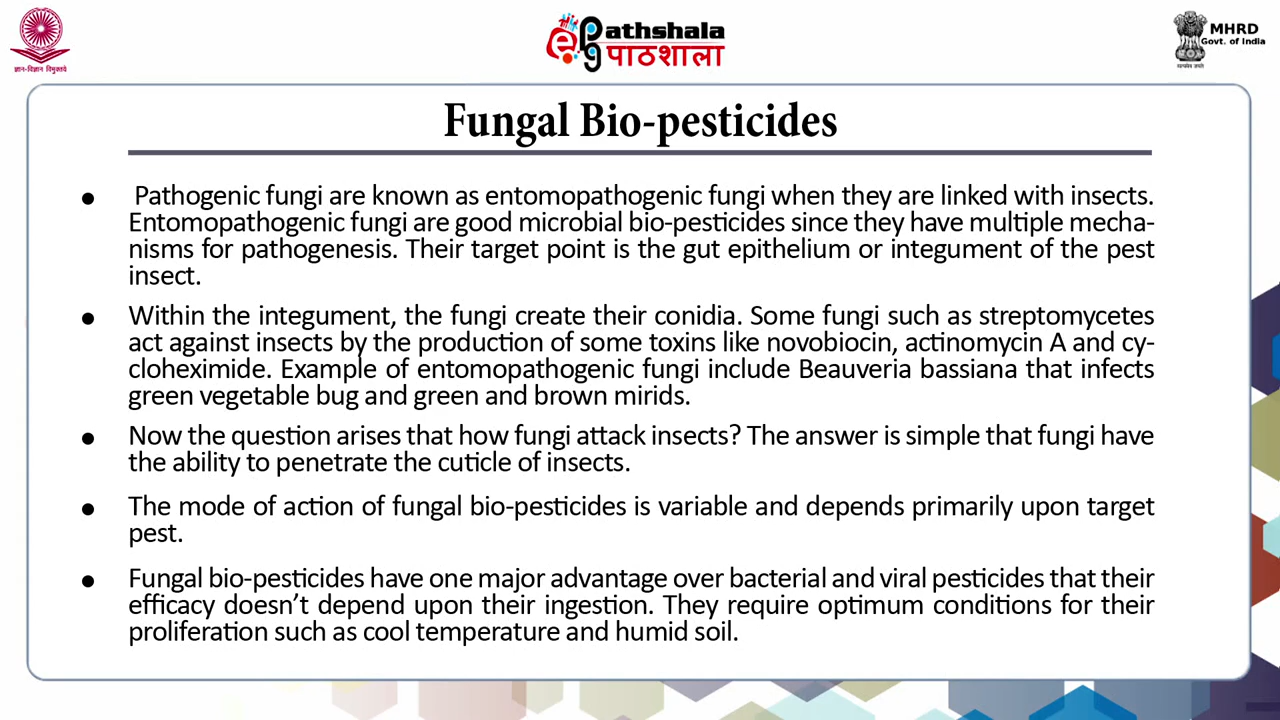 ज्ञान-विज्ञान विमुक्तये
ePG Pathshala
पाठशाला
MHRD
Govt. of India
सत्यमेव जयते
Fungal Bio-pesticides
● Pathogenic fungi are known as entomopathogenic fungi when they are linked with insects.
Entomopathogenic fungi are good microbial bio-pesticides since they have multiple mecha-
nisms for pathogenesis. Their target point is the gut epithelium or integument of the pest
insect.
● Within the integument, the fungi create their conidia. Some fungi such as streptomycetes
act against insects by the production of some toxins like novobiocin, actinomycin A and cy-
cloheximide. Example of entomopathogenic fungi include Beauveria bassiana that infects
green vegetable bug and green and brown mirids.
● Now the question arises that how fungi attack insects? The answer is simple that fungi have
the ability to penetrate the cuticle of insects.
● The mode of action of fungal bio-pesticides is variable and depends primarily upon target
pest.
● Fungal bio-pesticides have one major advantage over bacterial and viral pesticides that their
efficacy doesn’t depend upon their ingestion. They require optimum conditions for their
proliferation such as cool temperature and humid soil.